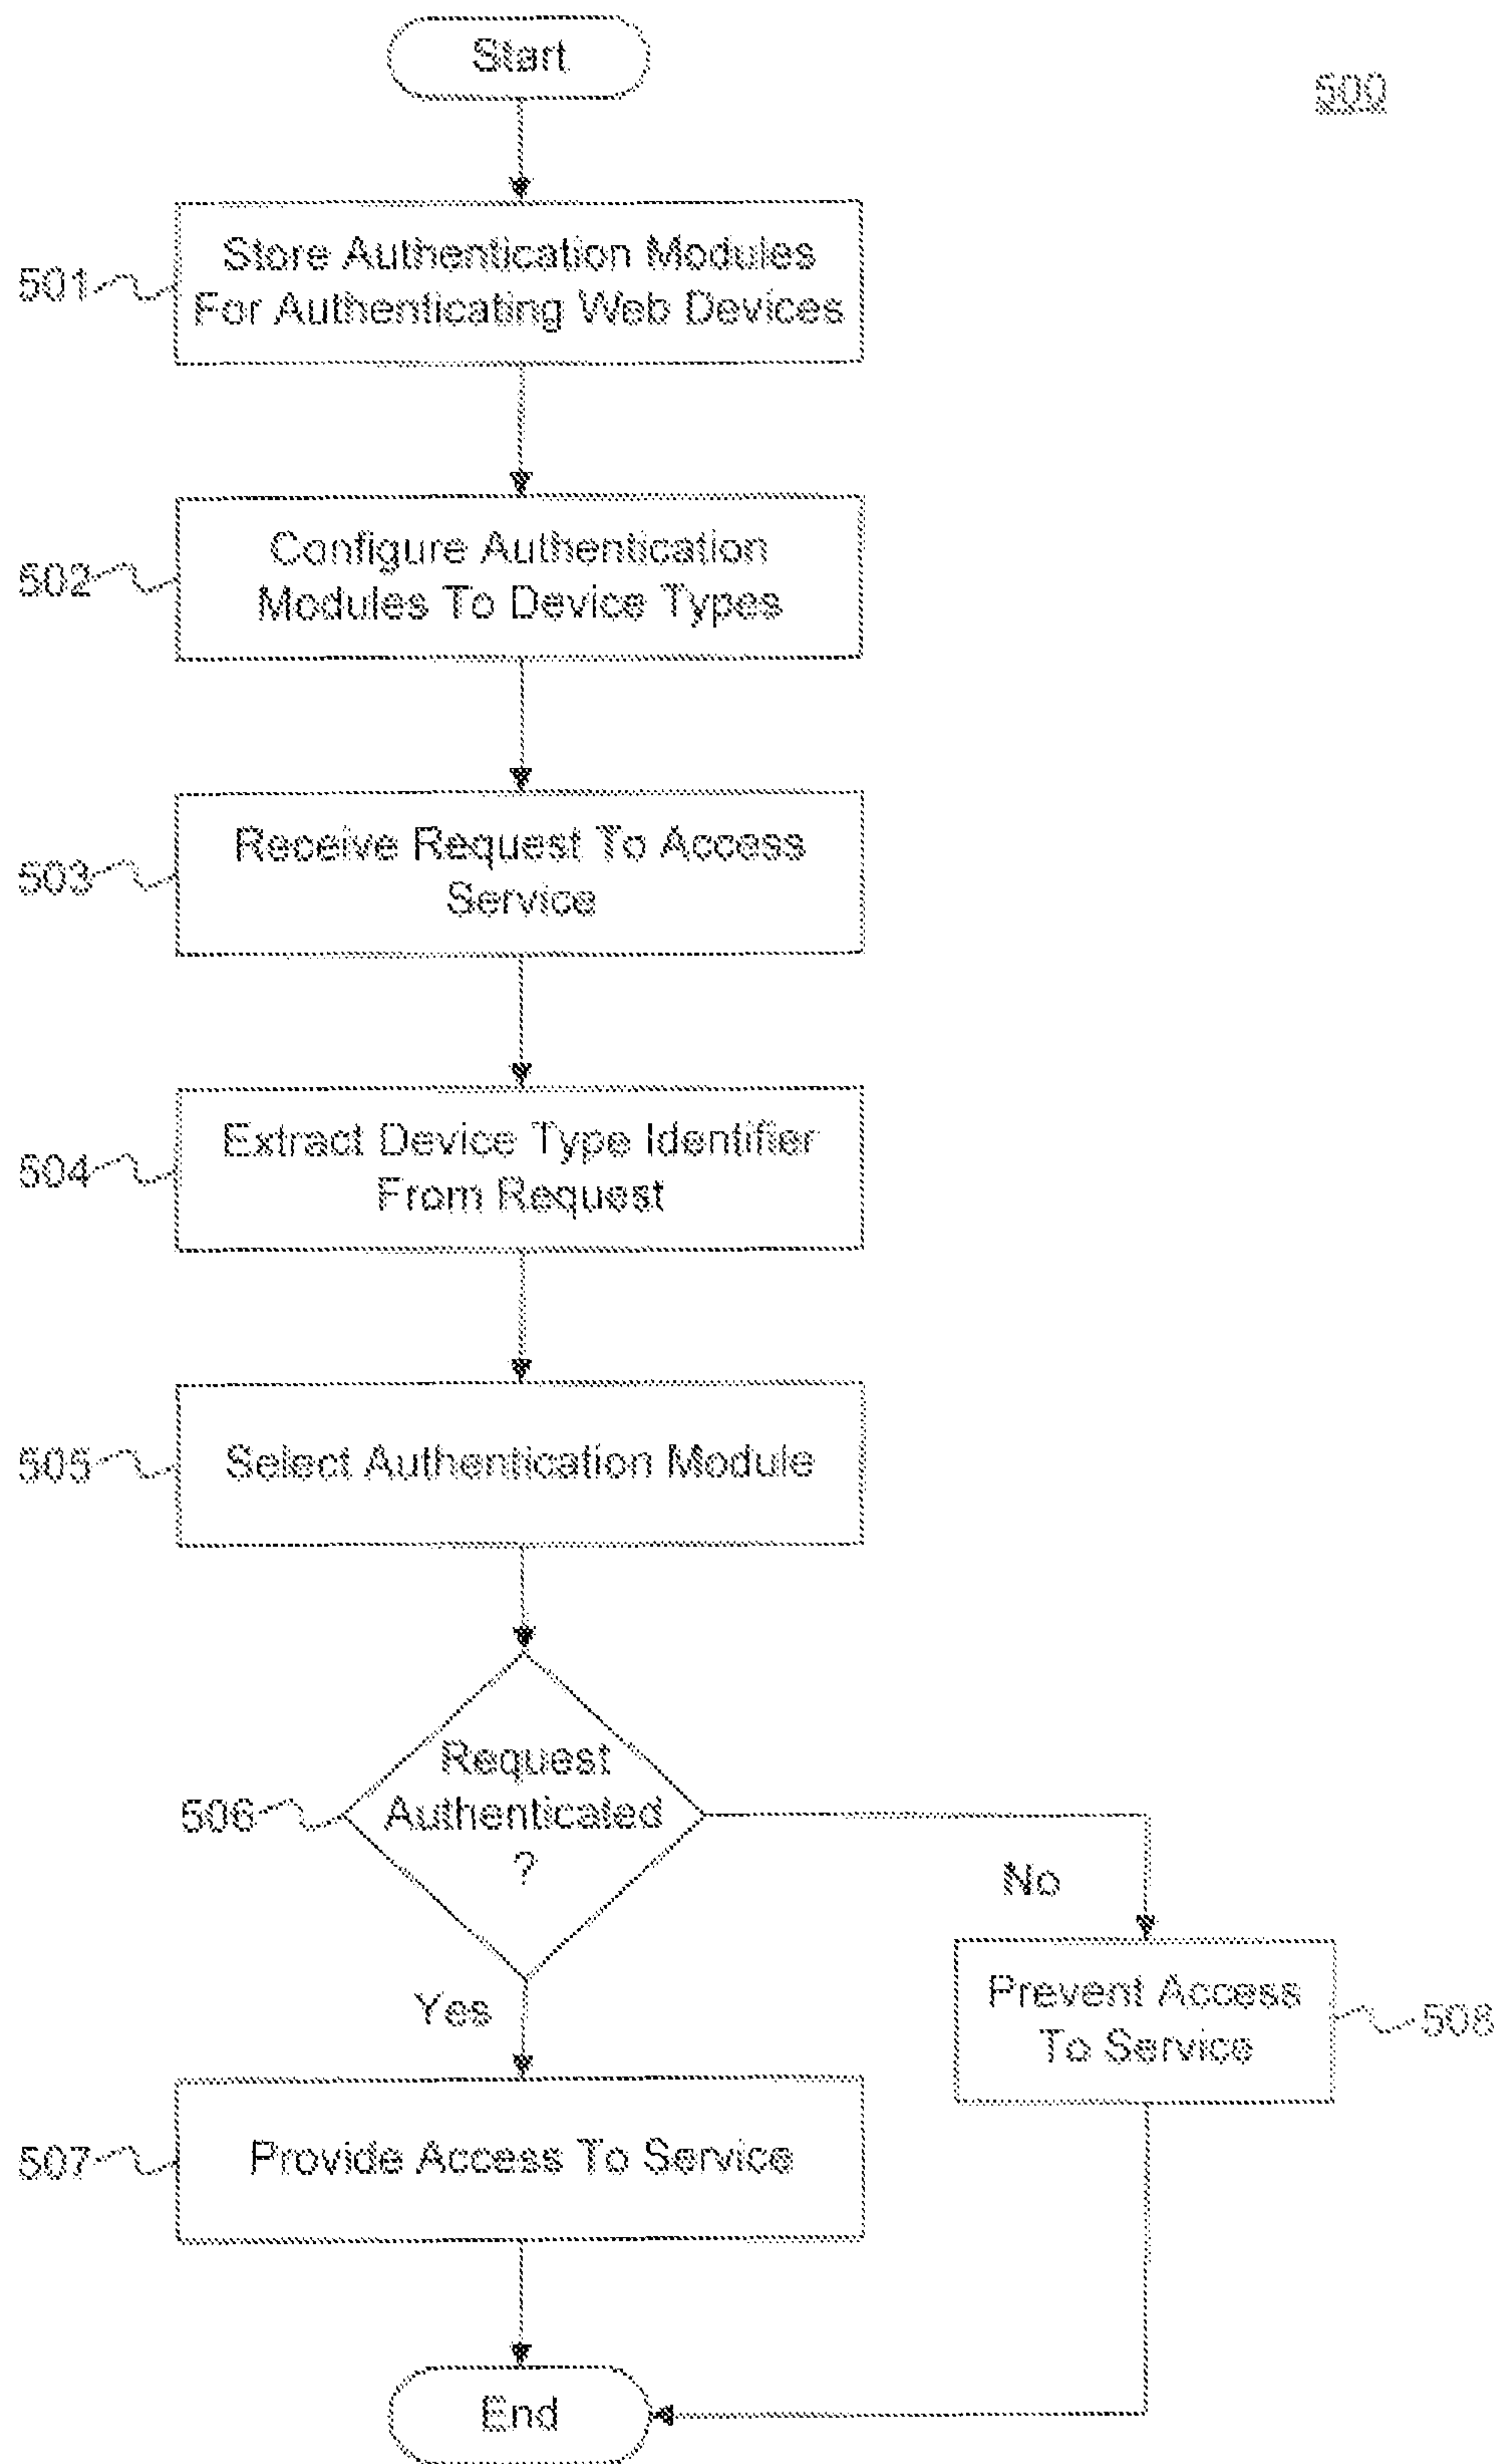 Start
500
501
Store Authentication Modules
For Authenticating Web Devices
502
Configure Authentication
Modules To Device Types
503
Receive Request To Access
Service
504
Extract Device Type Identifier
From Request
505
Select Authentication Module
506
Request
Authenticated
?
No
Yes
Prevent Access
To Service
508
507
Provide Access To Service
End